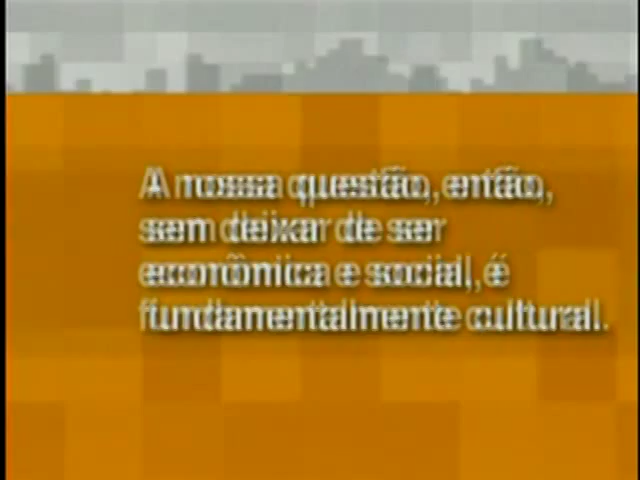 A nossa questão, então,
sem deixar de ser
econômica e social, é
fundamentalmente cultural.